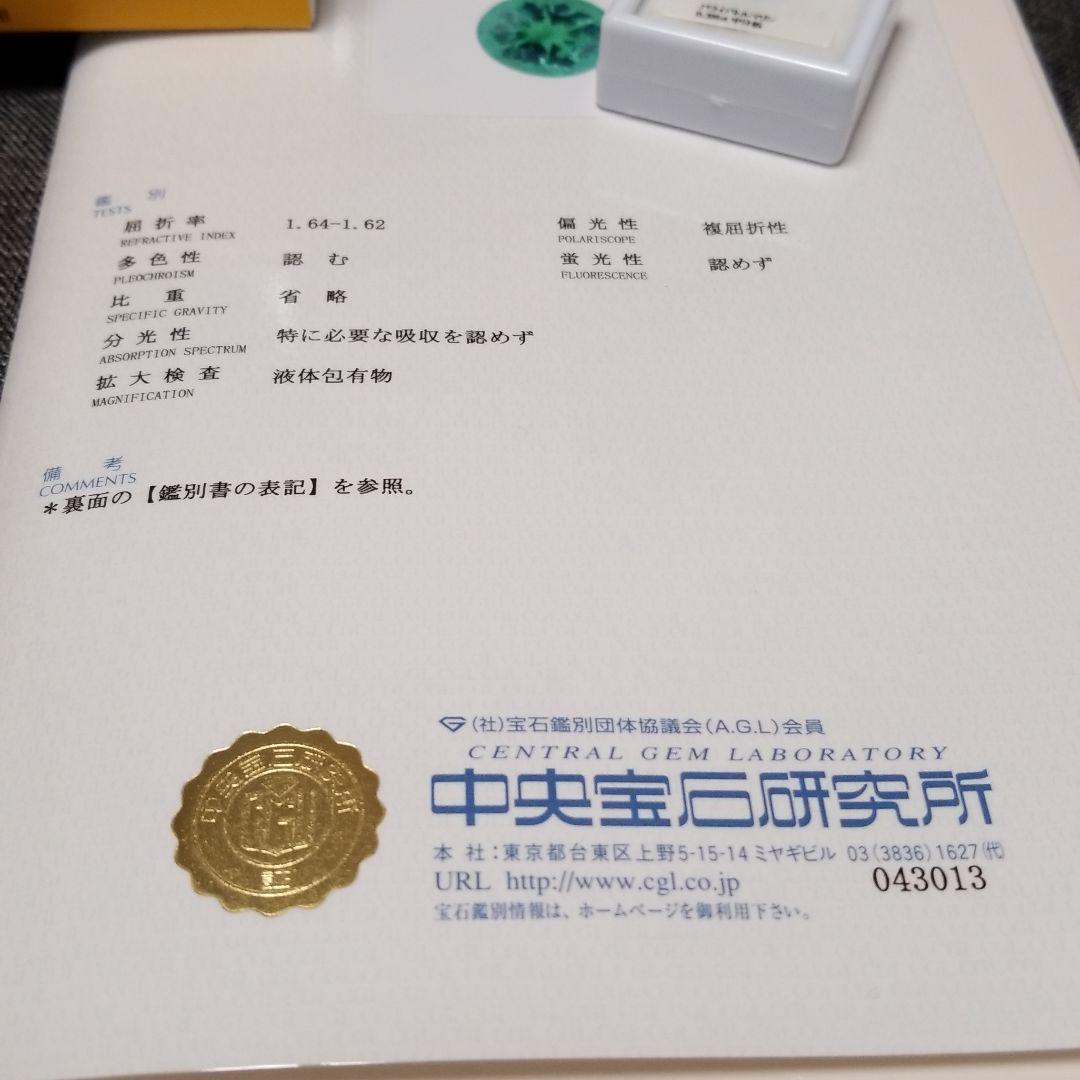 鑑別
TESTS
屈折率 1.64-1.62
REFRACTIVE INDEX
多色性 認む
PLEOCHROISM
比重 省略
SPECIFIC GRAVITY
分光性 特に必要な吸収を認めず
ABSORPTION SPECTRUM
拡大検査 液体包有物
MAGNIFICATION
偏光性 複屈折性
POLARISCOPE
蛍光性 認めず
FLUORESCENCE
備考
COMMENTS
*裏面の【鑑別書の表記】を参照。
(社)宝石鑑別団体協議会(A.G.L)会員
CENTRAL GEM LABORATORY
中央宝石研究所
本社:東京都台東区上野5-15-14 ミヤギビル 03(3836)1627(代)
URL http://www.cgl.co.jp
043013
宝石鑑別情報は、ホームページを御利用下さい。
中央宝石研究所